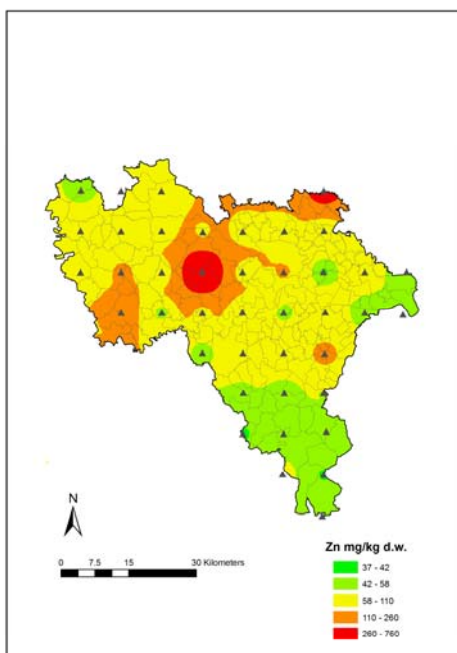 N
0 7.5 15 30 Kilometers
Zn mg/kg d.w.
37 - 42
42 - 58
58 - 110
110 - 260
260 - 760